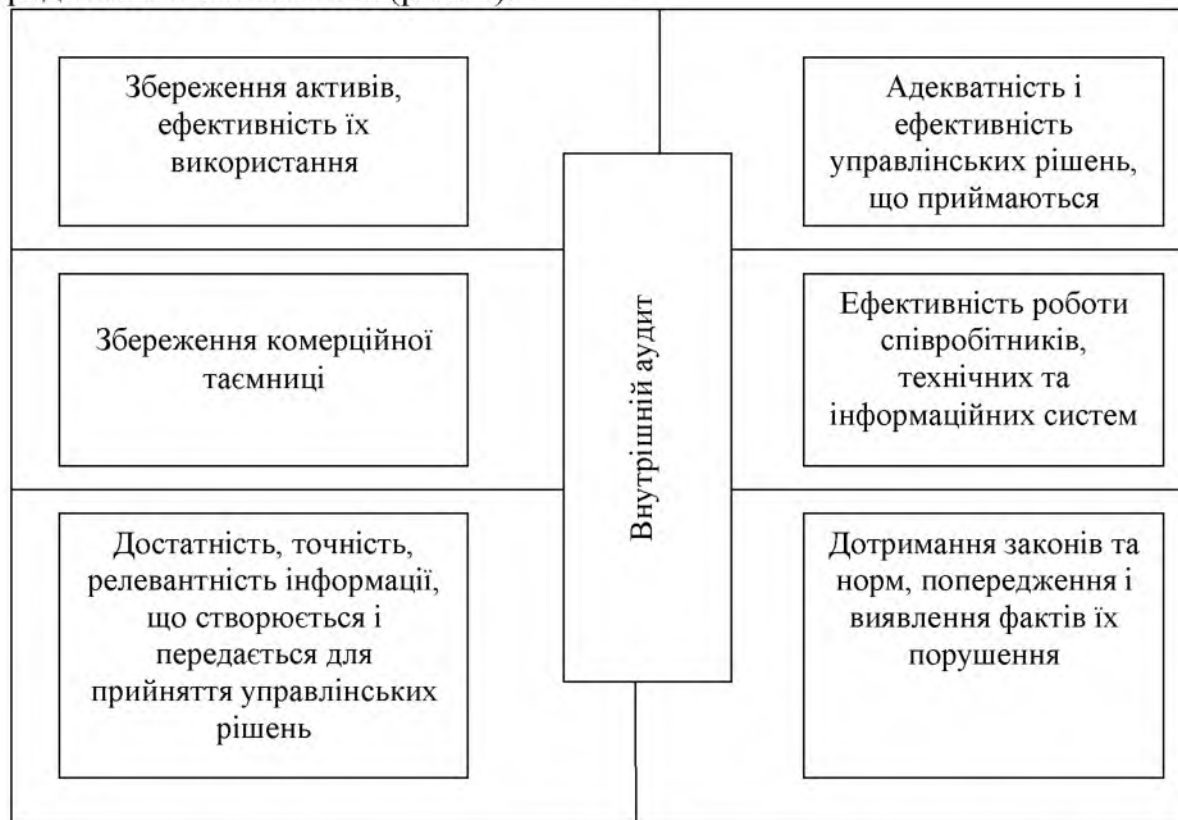 Збереження активів,
ефективність їх
використання
Адекватність і
ефективність
управлінських рішень,
що приймаються
Збереження комерційної
таємниці
Внутрішній аудит
Ефективність роботи
співробітників,
технічних та
інформаційних систем
Достатність, точність,
релевантність інформації,
що створюється і
передається для
прийняття управлінських
рішень
Дотримання законів та
норм, попередження і
виявлення фактів їх
порушення